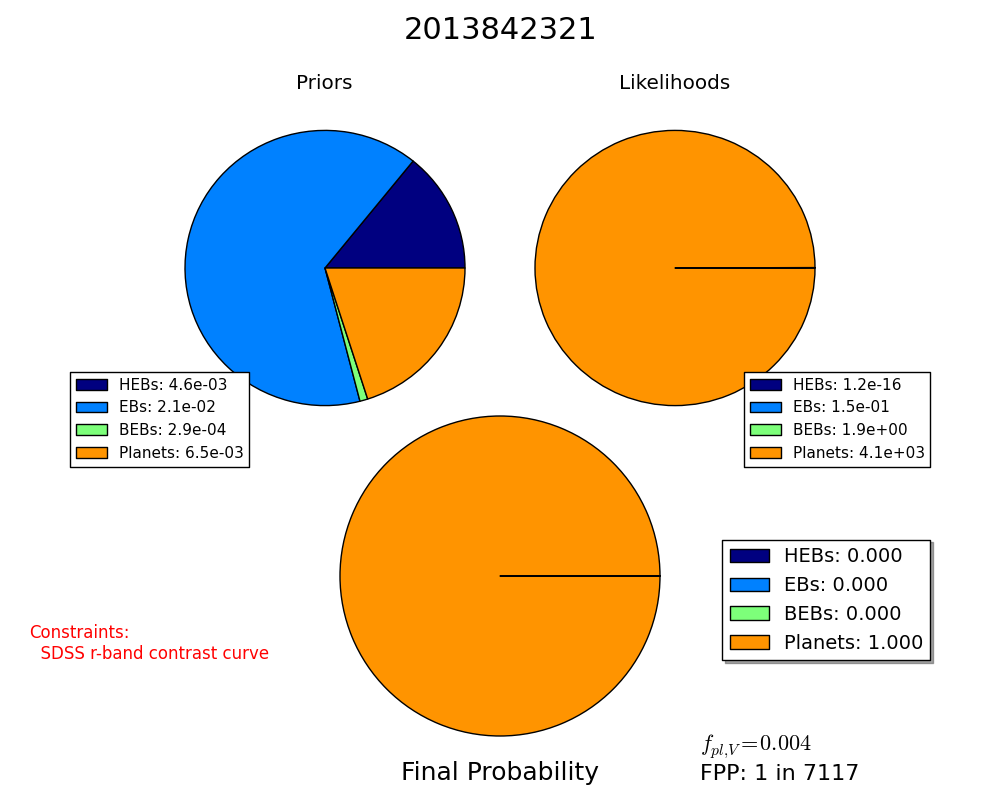 2013842321
Priors
Likelihoods
HEBs: 4.6e-03
EBs: 2.1e-02
BEBs: 2.9e-04
Planets: 6.5e-03
HEBs: 1.2e-16
EBs: 1.5e-01
BEBs: 1.9e+00
Planets: 4.1e+03
HEBs: 0.000
EBs: 0.000
BEBs: 0.000
Planets: 1.000
Constraints:
SDSS r-band contrast curve
f_{pl,V}=0.004
Final Probability
FPP: 1 in 7117